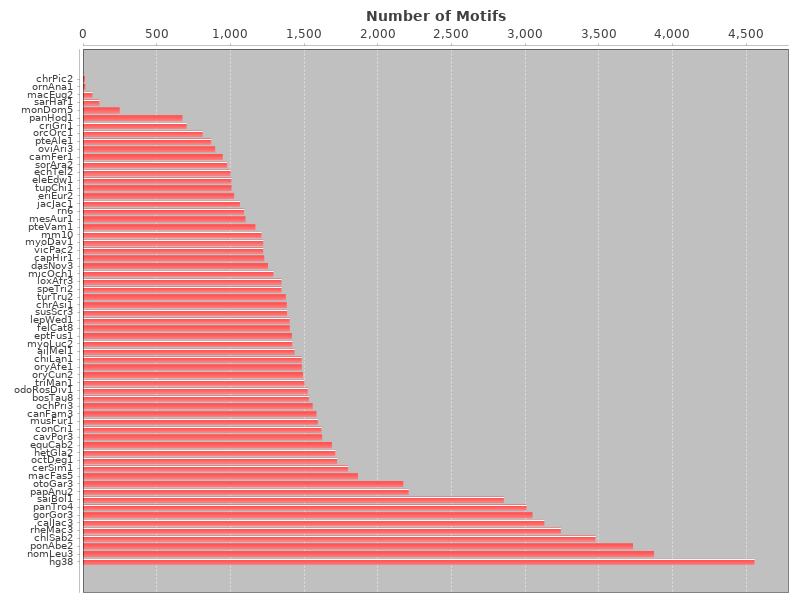 Number of Motifs
0 500 1,000 1,500 2,000 2,500 3,000 3,500 4,000 4,500
chrPic2
ornAna1
macEug2
sarHar1
monDom5
panHod1
criGri1
orcOrc1
pteAle1
oviAri3
camFer1
sorAra2
echTel2
eleEdw1
tupChi1
eriEur2
jacJac1
rn6
mesAur1
pteVam1
mm10
myoDav1
vicPac2
capHir1
dasNov3
micOch1
loxAfr3
speTri2
turTru2
chrAsi1
susScr3
lepWed1
felCat8
eptFus1
myoLuc2
ailMel1
chiLan1
oryAfe1
oryCun2
triMan1
odoRosDiv1
bosTau8
ochPri3
canFam3
musFur1
conCri1
cavPor3
equCab2
hetGla2
octDeg1
cerSim1
macFas5
otoGar3
papAnu2
saiBol1
panTro4
gorGor3
calJac3
rheMac3
chlSab2
ponAbe2
nomLeu3
hg38